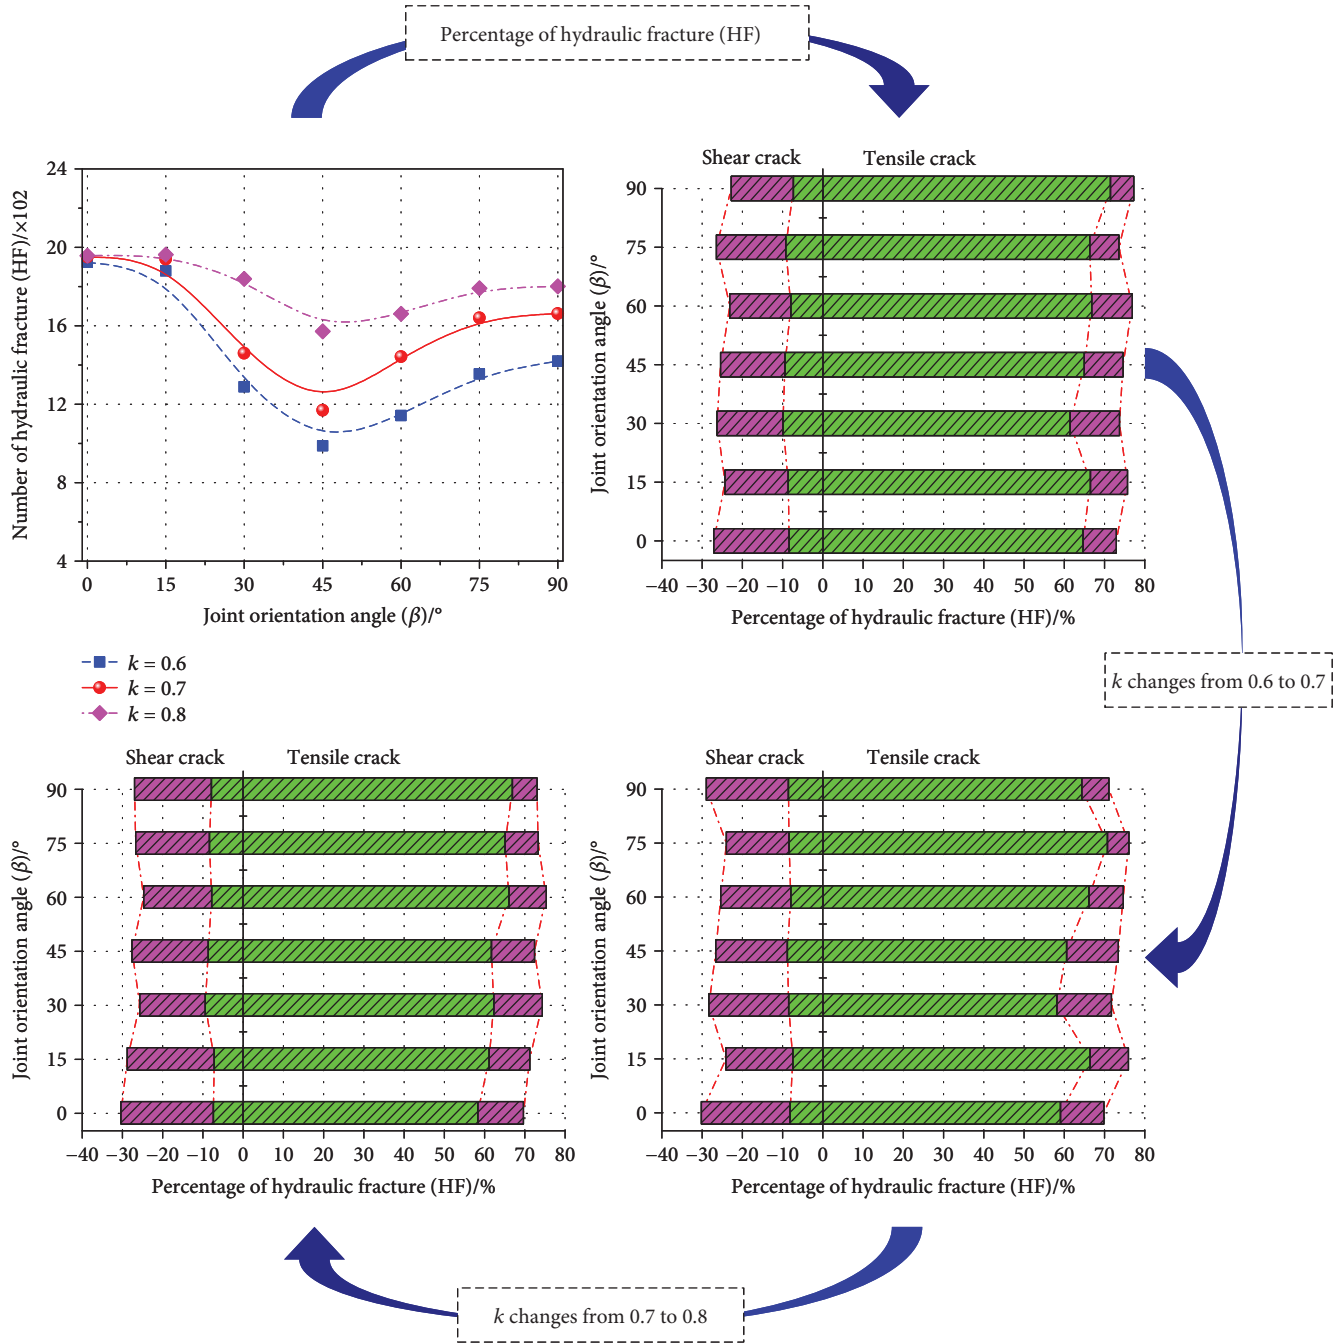 Percentage of hydraulic fracture (HF)
24
20
16
12
8
4
Number of hydraulic fracture (HF)/×102
0 15 30 45 60 75 90
Joint orientation angle (β)/°
k = 0.6
k = 0.7
k = 0.8
Shear crack Tensile crack
90
75
60
45
30
15
0
Joint orientation angle (β)/°
−40 −30 −20 −10 0 10 20 30 40 50 60 70 80
Percentage of hydraulic fracture (HF)/%
k changes from 0.6 to 0.7
Shear crack Tensile crack
90
75
60
45
30
15
0
Joint orientation angle (β)/°
−40 −30 −20 −10 0 10 20 30 40 50 60 70 80
Percentage of hydraulic fracture (HF)/%
Shear crack Tensile crack
90
75
60
45
30
15
0
Joint orientation angle (β)/°
−40 −30 −20 −10 0 10 20 30 40 50 60 70 80
Percentage of hydraulic fracture (HF)/%
k changes from 0.7 to 0.8